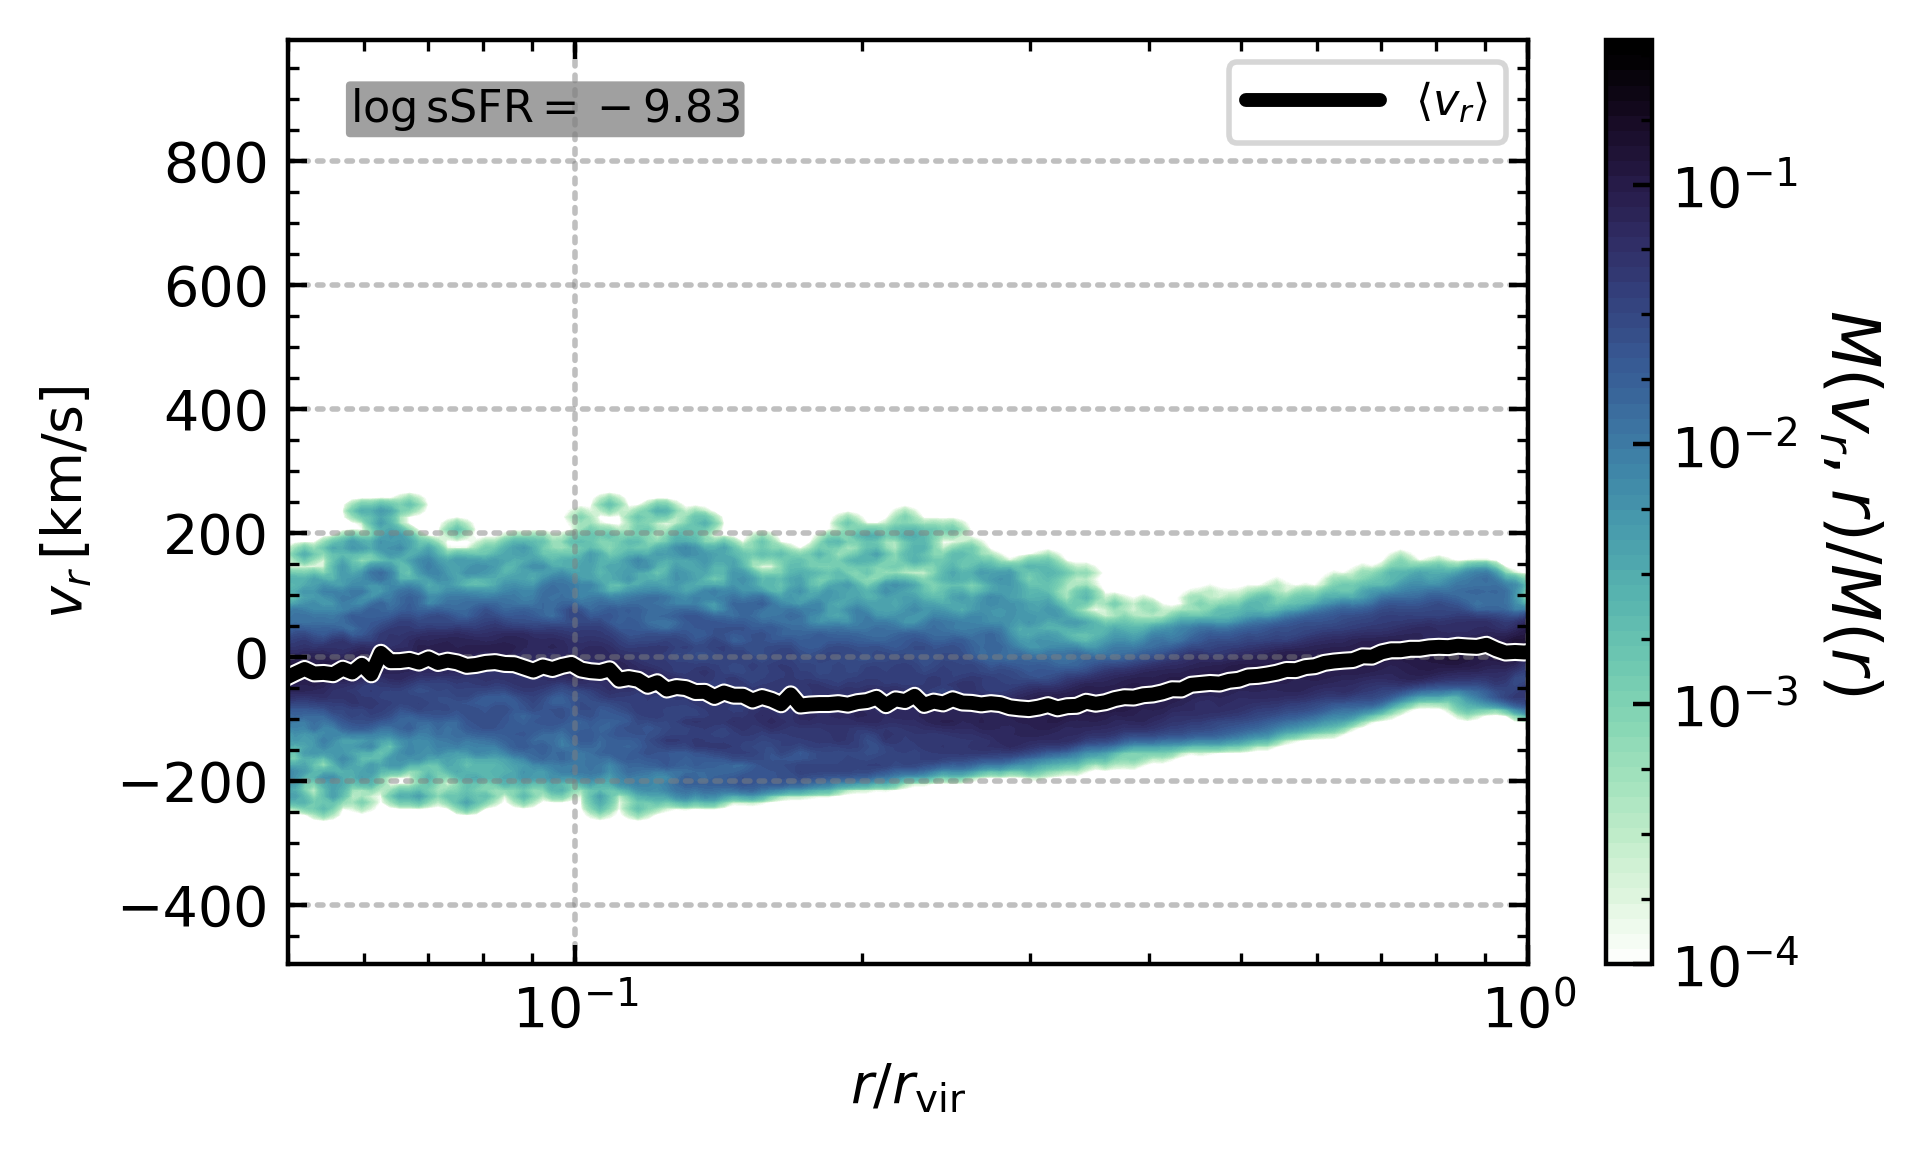 log sSFR = −9.83
⟨v_r⟩
v_r [km/s]
800
600
400
200
0
−200
−400
10^{−1}
10^0
r/r_vir
10^{−1}
10^{−2}
10^{−3}
10^{−4}
M(v_r, r)/M(r)